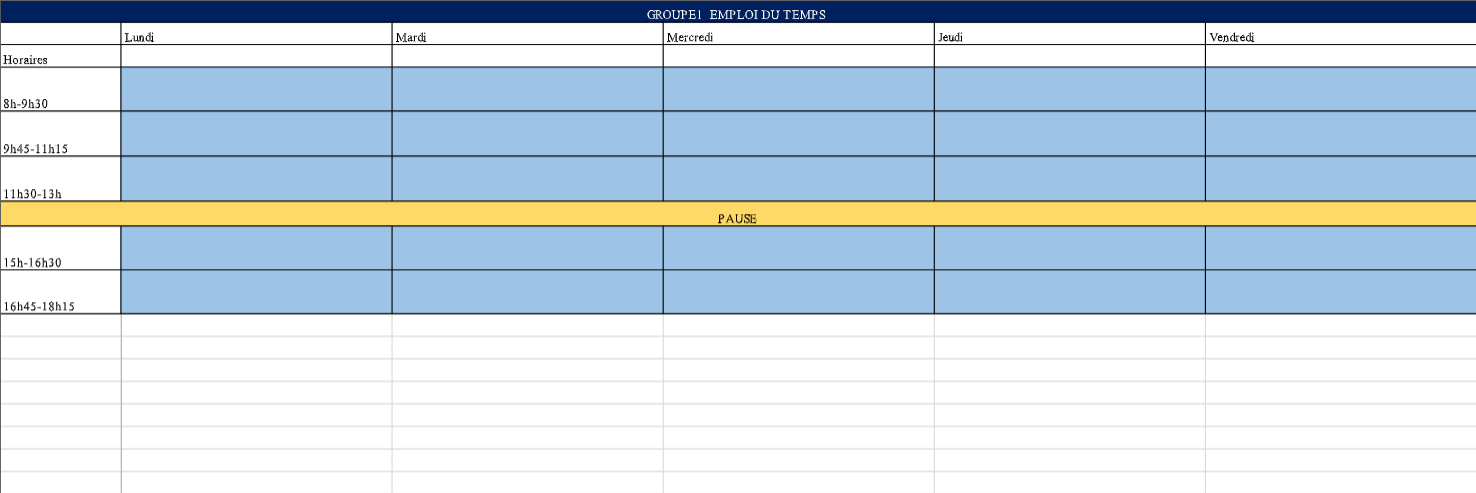 GROUPE1 EMPLOI DU TEMPS
Lundi Mardi Mercredi Jeudi Vendredi
Horaires
8h-9h30
9h45-11h15
11h30-13h
PAUSE
15h-16h30
16h45-18h15